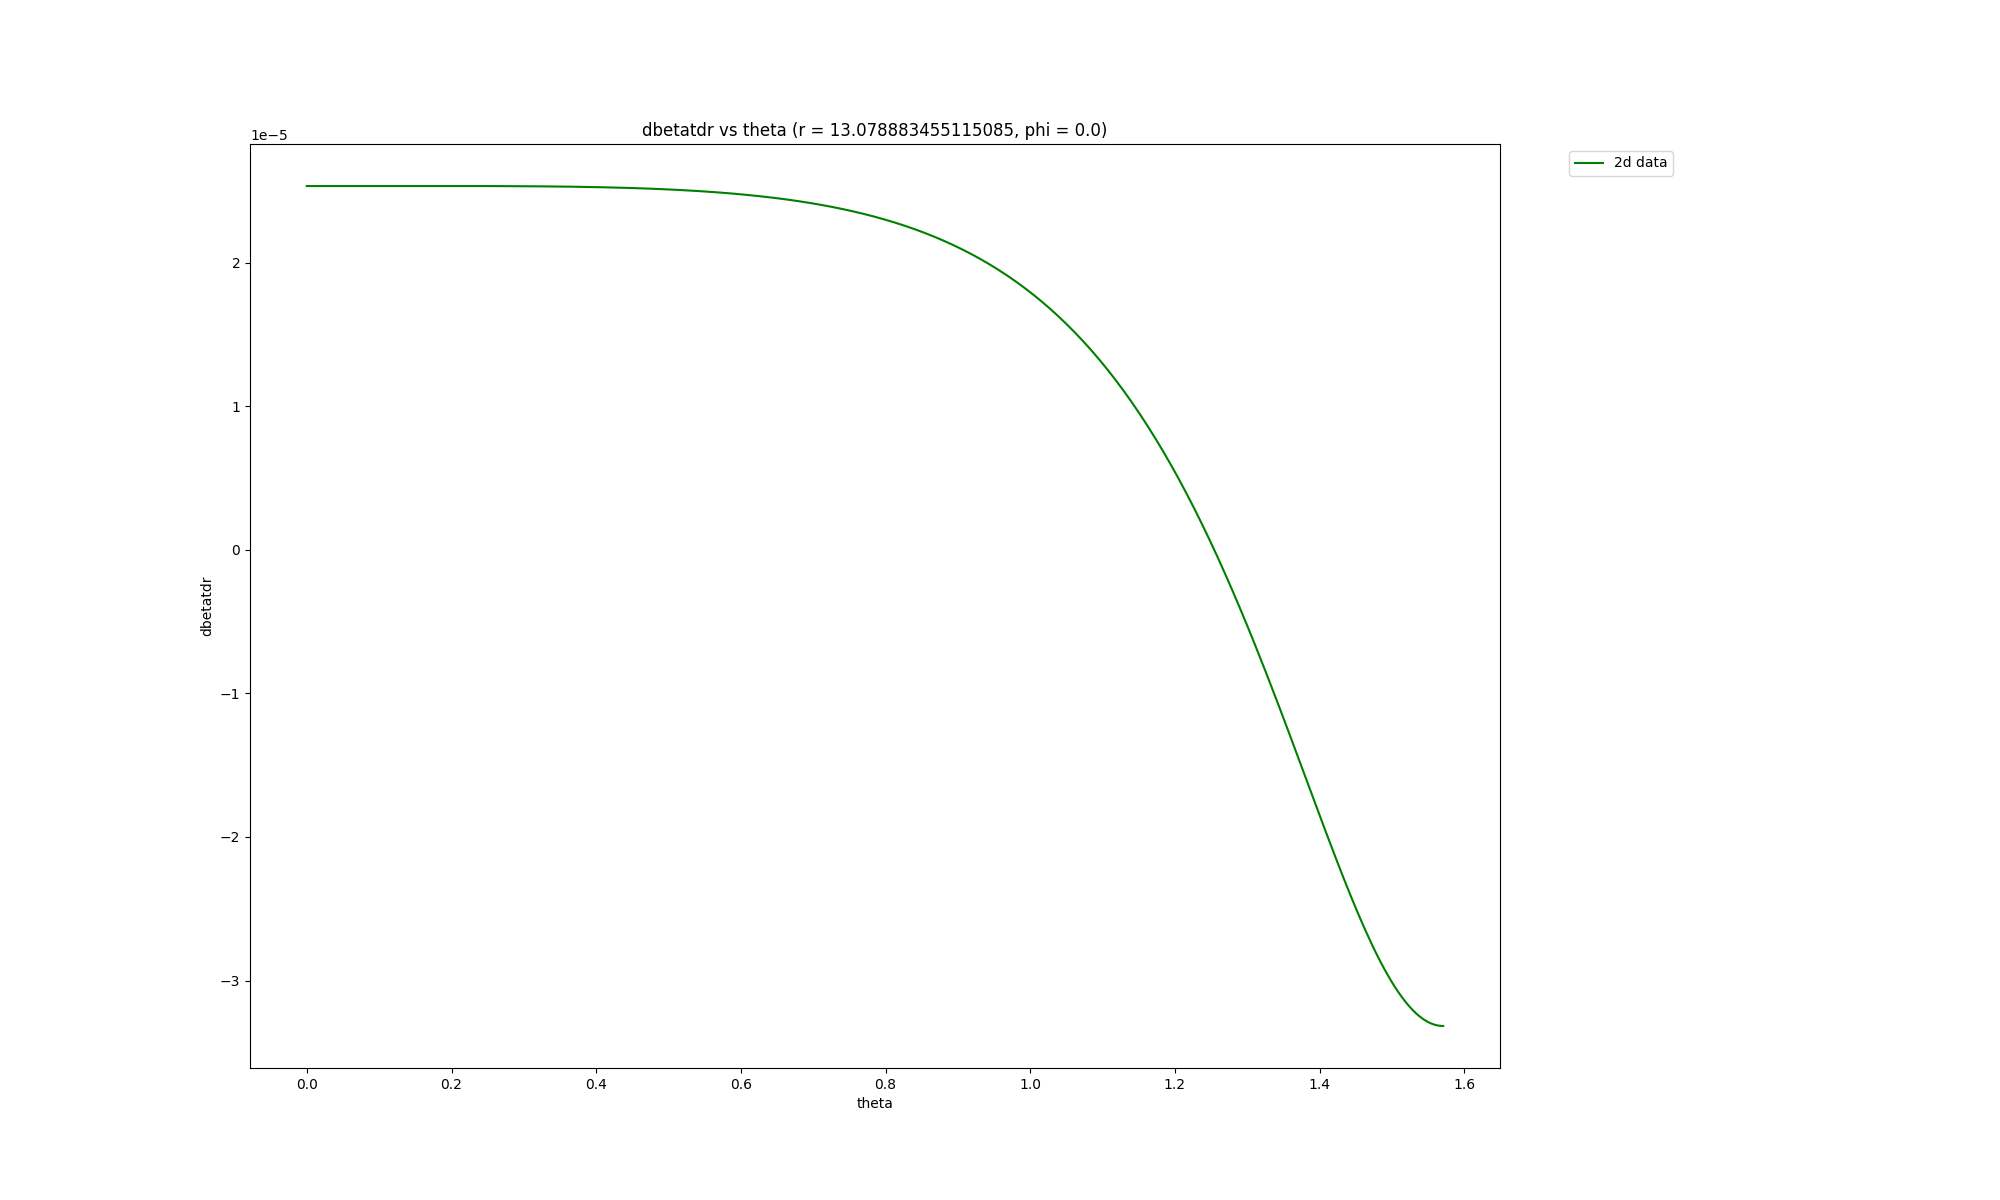 dbetatdr vs theta (r = 13.078883455115085, phi = 0.0)
1e−5
2d data
2
1
0
−1
−2
−3
dbetatdr
0.0 0.2 0.4 0.6 0.8 1.0 1.2 1.4 1.6
theta